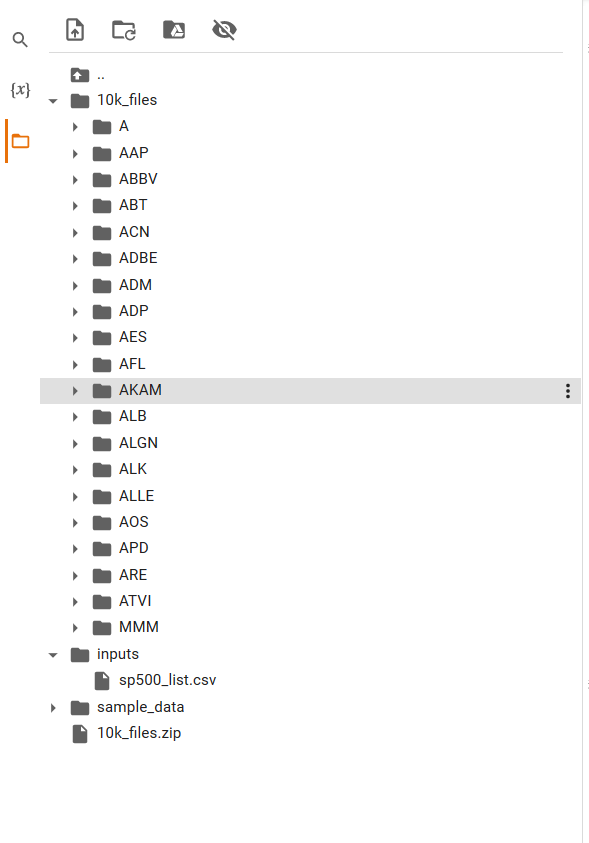 {x}
..
10k_files
A
AAP
ABBV
ABT
ACN
ADBE
ADM
ADP
AES
AFL
AKAM
ALB
ALGN
ALK
ALLE
AOS
APD
ARE
ATVI
MMM
inputs
sp500_list.csv
sample_data
10k_files.zip